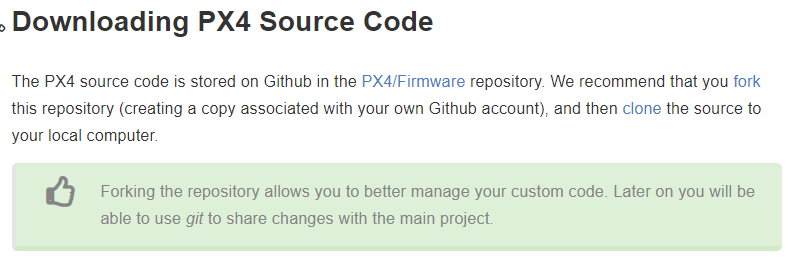 Downloading PX4 Source Code
The PX4 source code is stored on Github in the PX4/Firmware repository. We recommend that you fork
this repository (creating a copy associated with your own Github account), and then clone the source to
your local computer.
Forking the repository allows you to better manage your custom code. Later on you will be
able to use git to share changes with the main project.